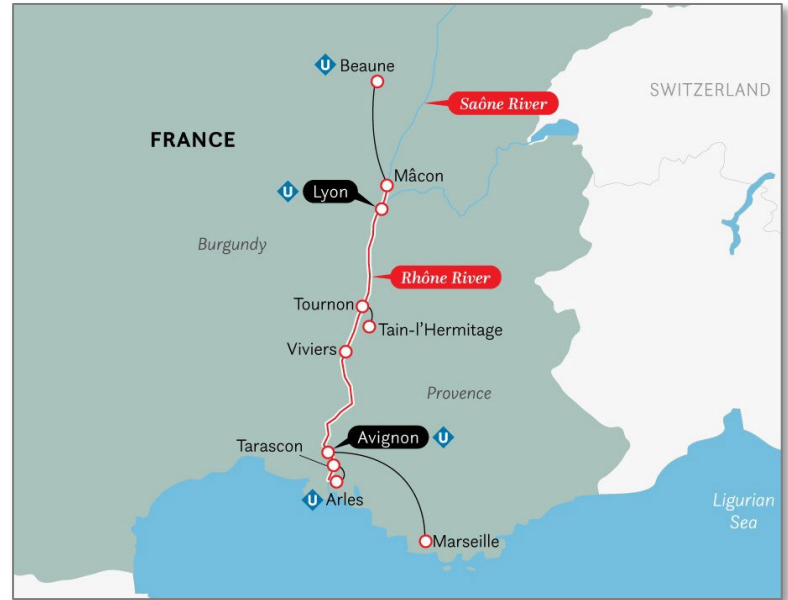 U
Beaune
Saône River
SWITZERLAND
FRANCE
Mâcon
U
Lyon
Burgundy
Rhône River
Tournon
Tain-l'Hermitage
Viviers
Provence
Avignon
U
Tarascon
U
Arles
Ligurian
Sea
Marseille